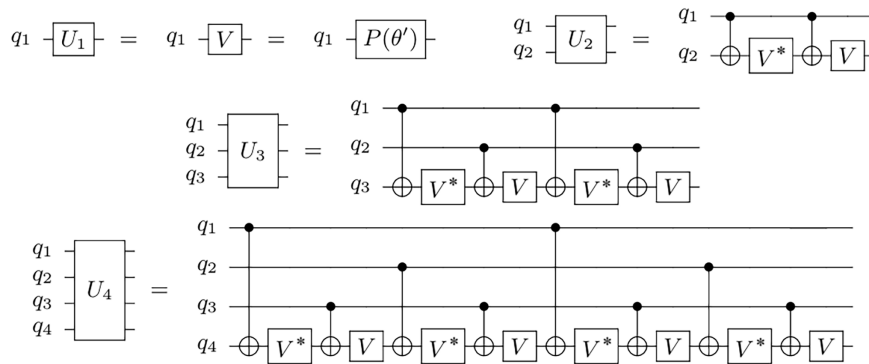 q₁ U₁ = q₁ V = q₁ P(θ′)
q₁ q₂ U₂ = q₁ q₂ V* V
q₁ q₂ q₃ U₃ = q₁ q₂ q₃ V* V V* V
q₁ q₂ q₃ q₄ U₄ = q₁ q₂ q₃ q₄ V* V V* V V* V V* V